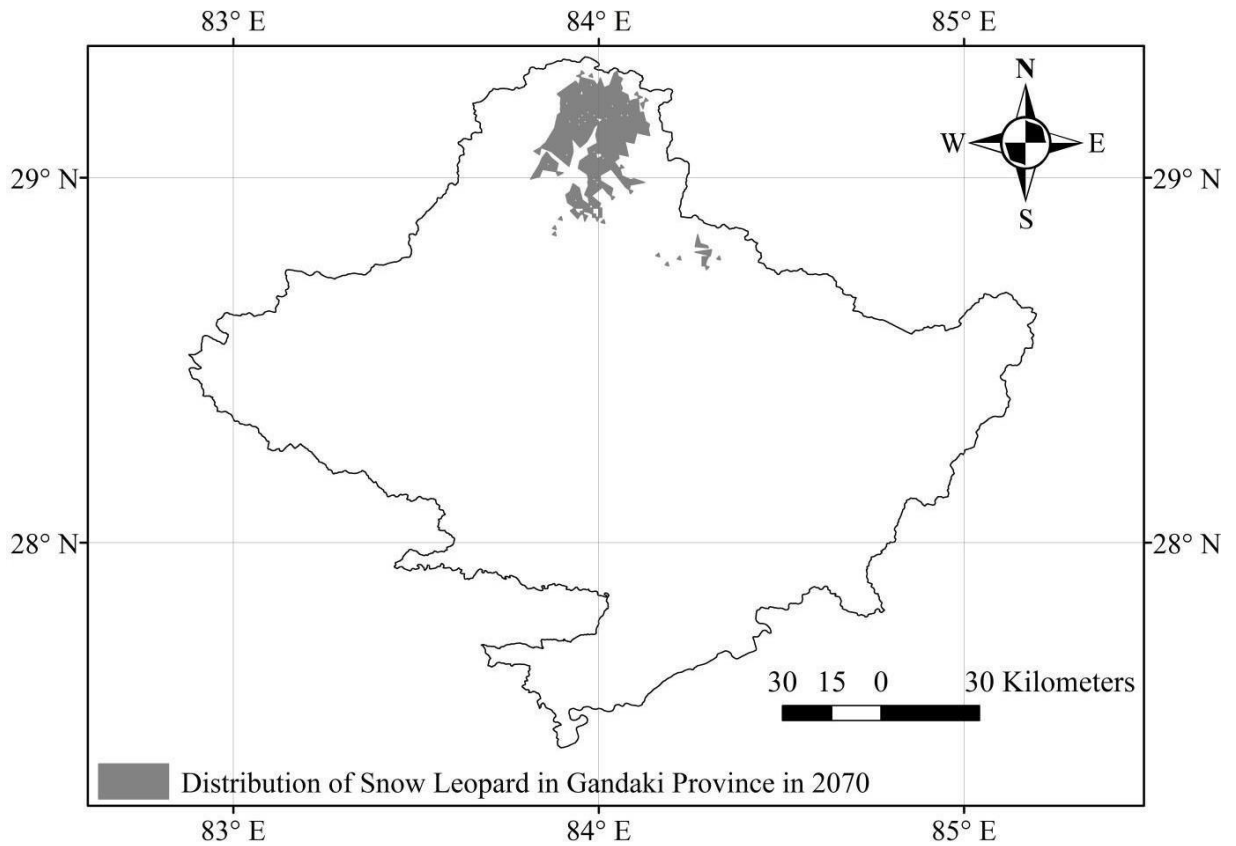 83° E 84° E 85° E
N
W E
S
29° N 29° N
28° N 28° N
30 15 0 30 Kilometers
Distribution of Snow Leopard in Gandaki Province in 2070
83° E 84° E 85° E